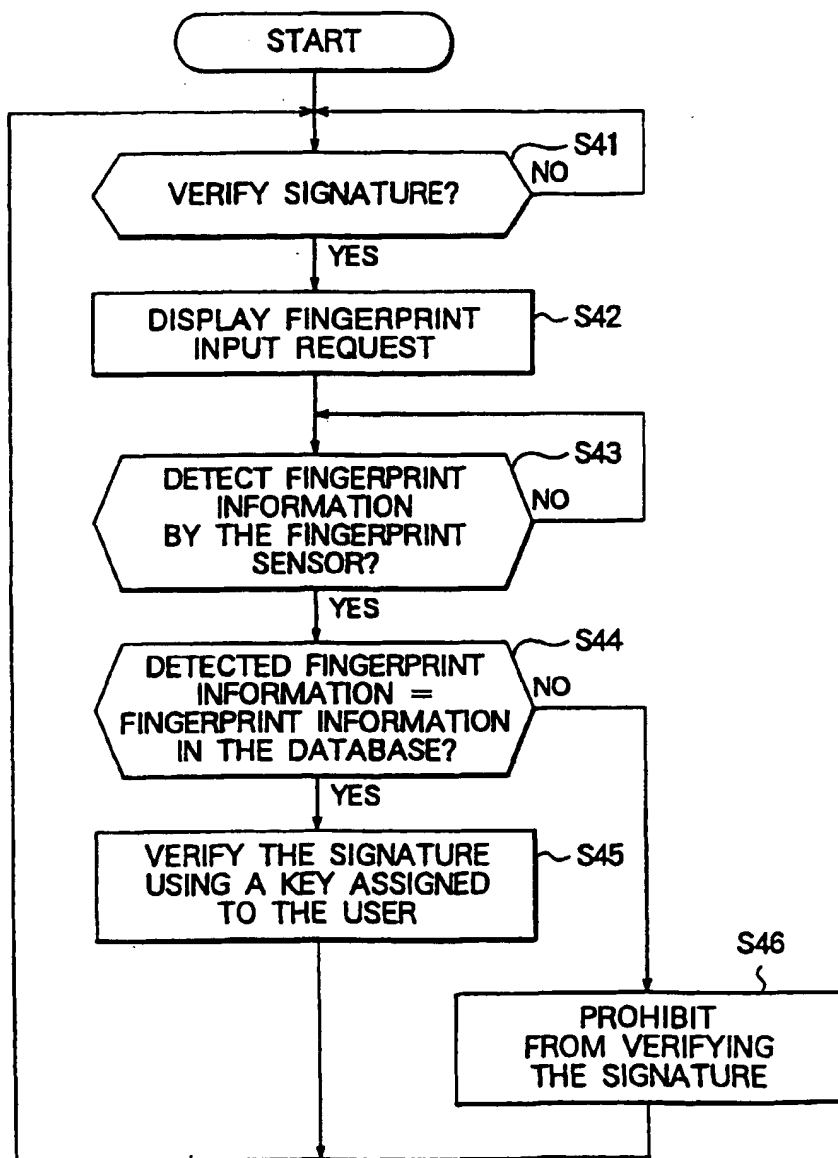 START
S41
VERIFY SIGNATURE?
NO
YES
DISPLAY FINGERPRINT
INPUT REQUEST
S42
S43
DETECT FINGERPRINT
INFORMATION
BY THE FINGERPRINT
SENSOR?
NO
YES
S44
DETECTED FINGERPRINT
INFORMATION =
FINGERPRINT INFORMATION
IN THE DATABASE?
NO
YES
VERIFY THE SIGNATURE
USING A KEY ASSIGNED
TO THE USER
S45
S46
PROHIBIT
FROM VERIFYING
THE SIGNATURE